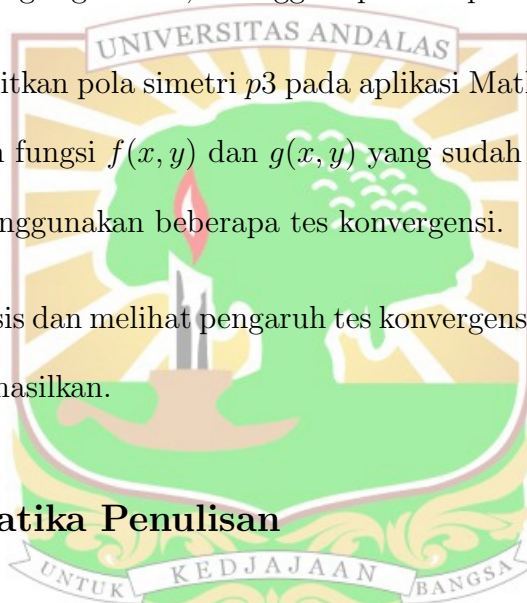 UNIVERSITAS ANDALAS
itkan pola simetri p3 pada aplikasi Math
fungsi f(x, y) dan g(x, y) yang sudah
nggunakan beberapa tes konvergensi.
sis dan melihat pengaruh tes konvergens
hasilkan.
atika Penulisan
UNTUK KEDJAJAAN BANGSA